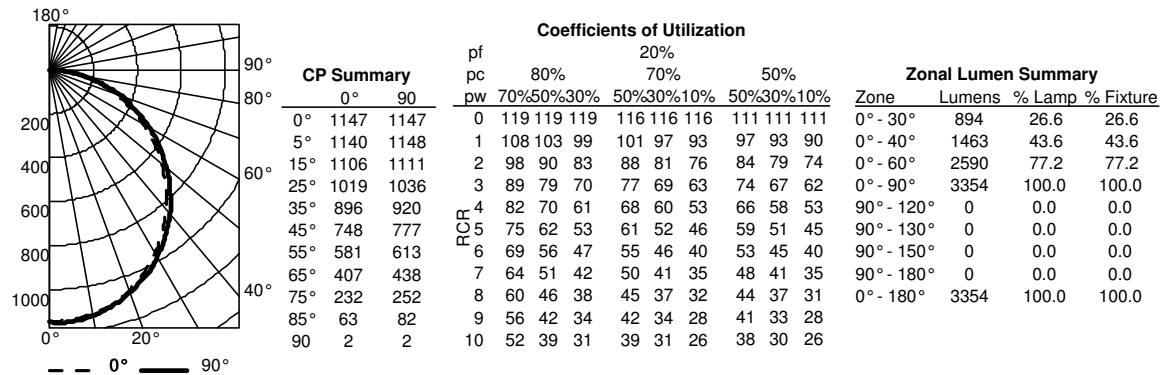 180°
90°
80°
60°
40°
200
400
600
800
1000
0° 20°
0° 90°
CP Summary
0° 90
0° 1147 1147
5° 1140 1148
15° 1106 1111
25° 1019 1036
35° 896 920
45° 748 777
55° 581 613
65° 407 438
75° 232 252
85° 63 82
90 2 2
Coefficients of Utilization
pf 20%
pc 80% 70% 50%
pw 70%50%30% 50%30%10% 50%30%10%
RCR
0 119 119 119 116 116 116 111 111 111
1 108 103 99 101 97 93 97 93 90
2 98 90 83 88 81 76 84 79 74
3 89 79 70 77 69 63 74 67 62
4 82 70 61 68 60 53 66 58 53
5 75 62 53 61 52 46 59 51 45
6 69 56 47 55 46 40 53 45 40
7 64 51 42 50 41 35 48 41 35
8 60 46 38 45 37 32 44 37 31
9 56 42 34 42 34 28 41 33 28
10 52 39 31 39 31 26 38 30 26
Zonal Lumen Summary
Zone Lumens % Lamp % Fixture
0° - 30° 894 26.6 26.6
0° - 40° 1463 43.6 43.6
0° - 60° 2590 77.2 77.2
0° - 90° 3354 100.0 100.0
90° - 120° 0 0.0 0.0
90° - 130° 0 0.0 0.0
90° - 150° 0 0.0 0.0
90° - 180° 0 0.0 0.0
0° - 180° 3354 100.0 100.0